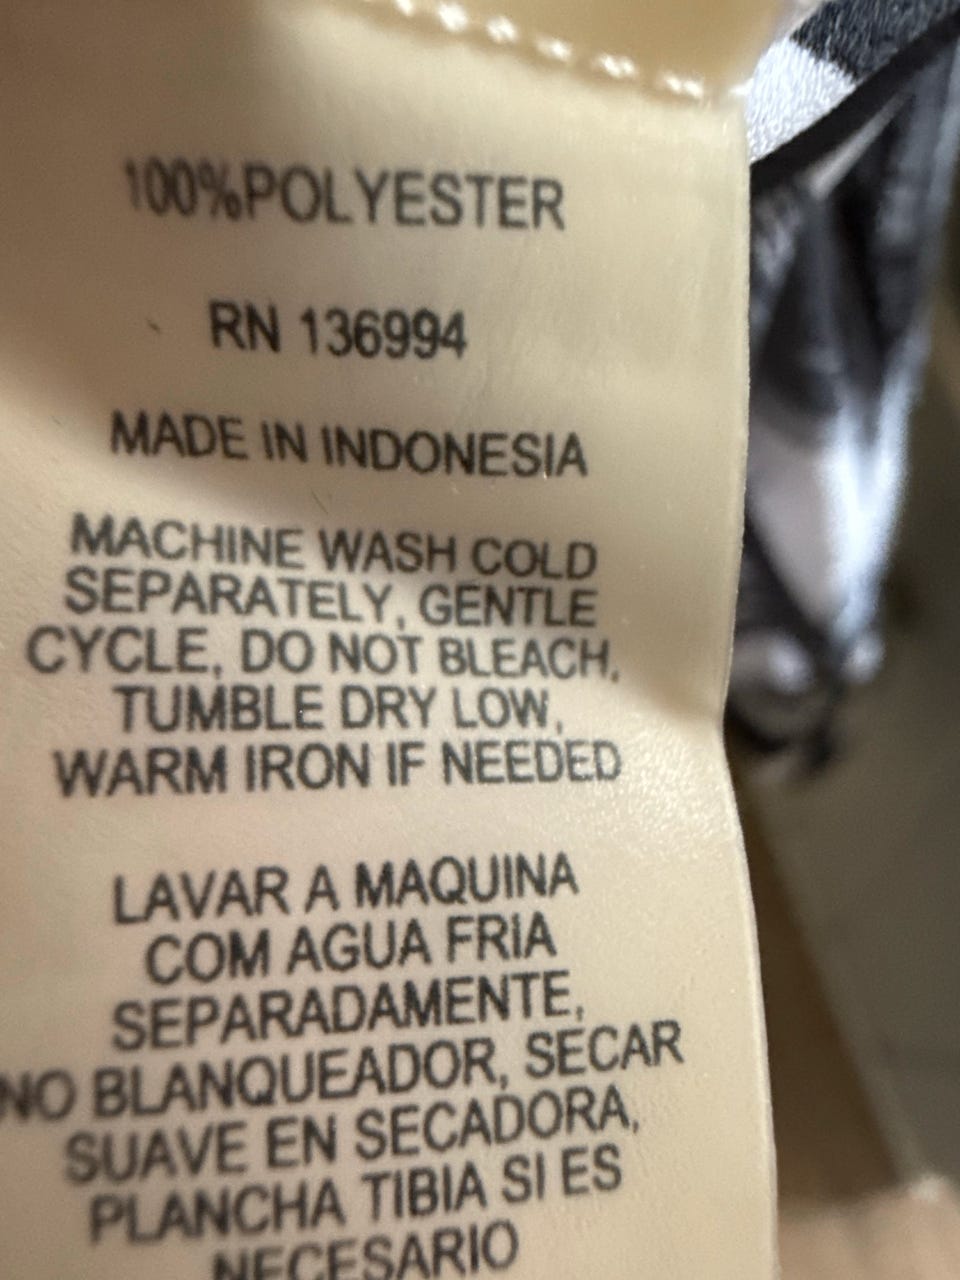 100%POLYESTER
RN 136994
MADE IN INDONESIA
MACHINE WASH COLD
SEPARATELY, GENTLE
CYCLE, DO NOT BLEACH,
TUMBLE DRY LOW,
WARM IRON IF NEEDED
LAVAR A MAQUINA
COM AGUA FRIA
SEPARADAMENTE,
NO BLANQUEADOR, SECAR
SUAVE EN SECADORA,
PLANCHA TIBIA SI ES
NECESARIO